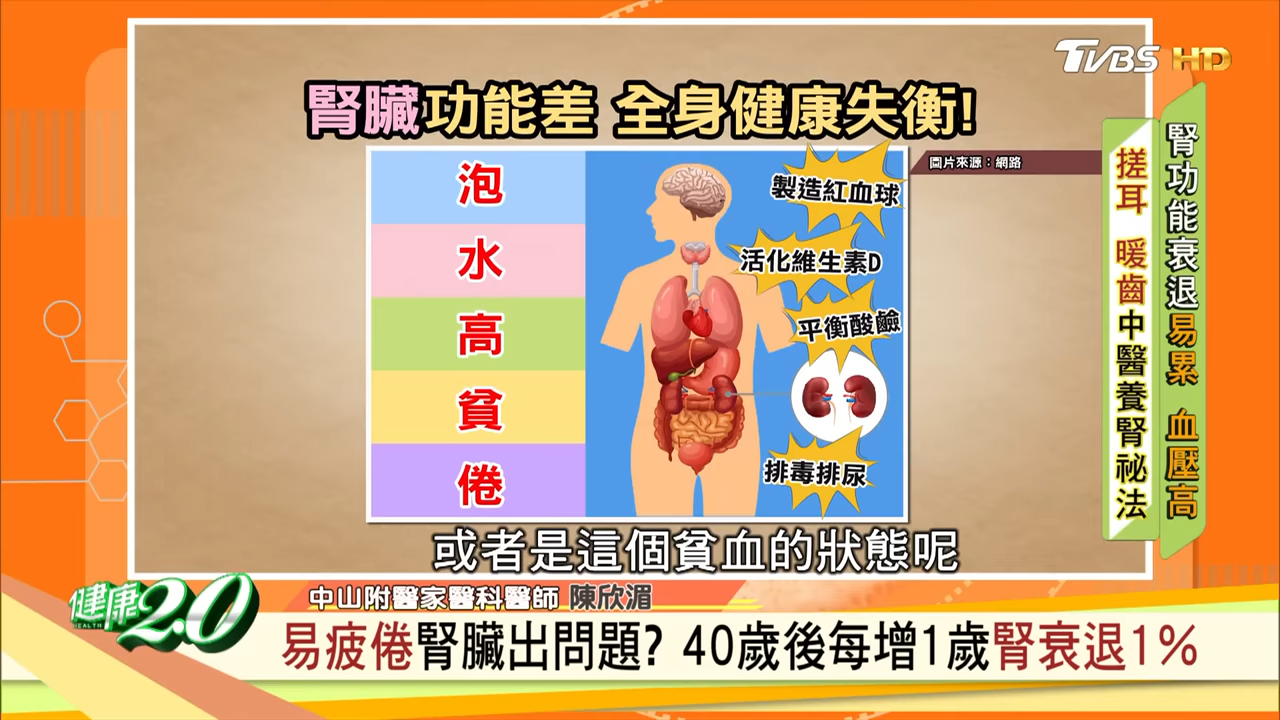 TVBS HD
腎臟功能差 全身健康失衡!
圖片來源：網路
泡
水
高
貧
倦
製造紅血球
活化維生素D
平衡酸鹼
排毒排尿
腎功能衰退易累 血壓高
搓耳 暖齒中醫養腎祕法
或者是這個貧血的狀態呢
健康2.0
HEALTH
中山附醫家醫科醫師 陳欣湄
易疲倦腎臟出問題? 40歲後每增1歲腎衰退1%